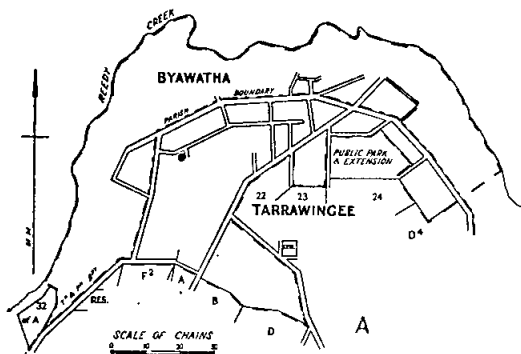 CREEK
REEDY
BYAWATHA
PARISH BOUNDARY
PUBLIC PARK
& EXTENSION
22
23
24
TARRAWINGEE
D4
F2
A
B
RES.
32
of A
D
A
SCALE OF CHAINS
0 10 20 30